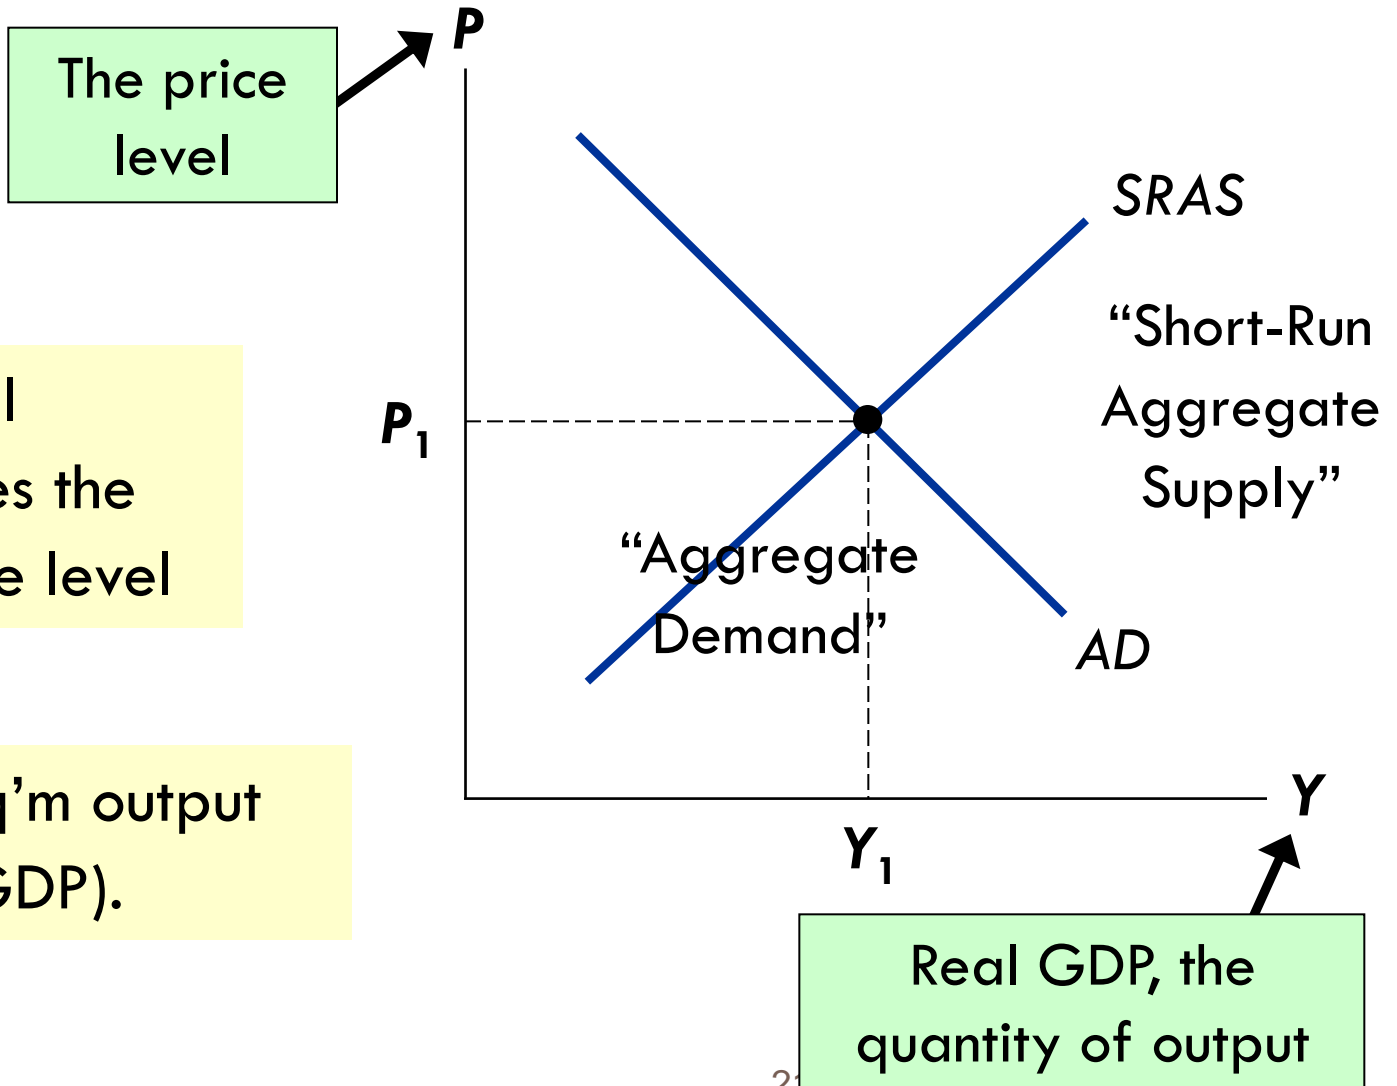 P
The price
level
SRAS
“Short-Run
Aggregate
Supply”
l
es the
e level
P1
“Aggregate
Demand”
AD
q’m output
GDP).
Y
Y1
Real GDP, the
quantity of output